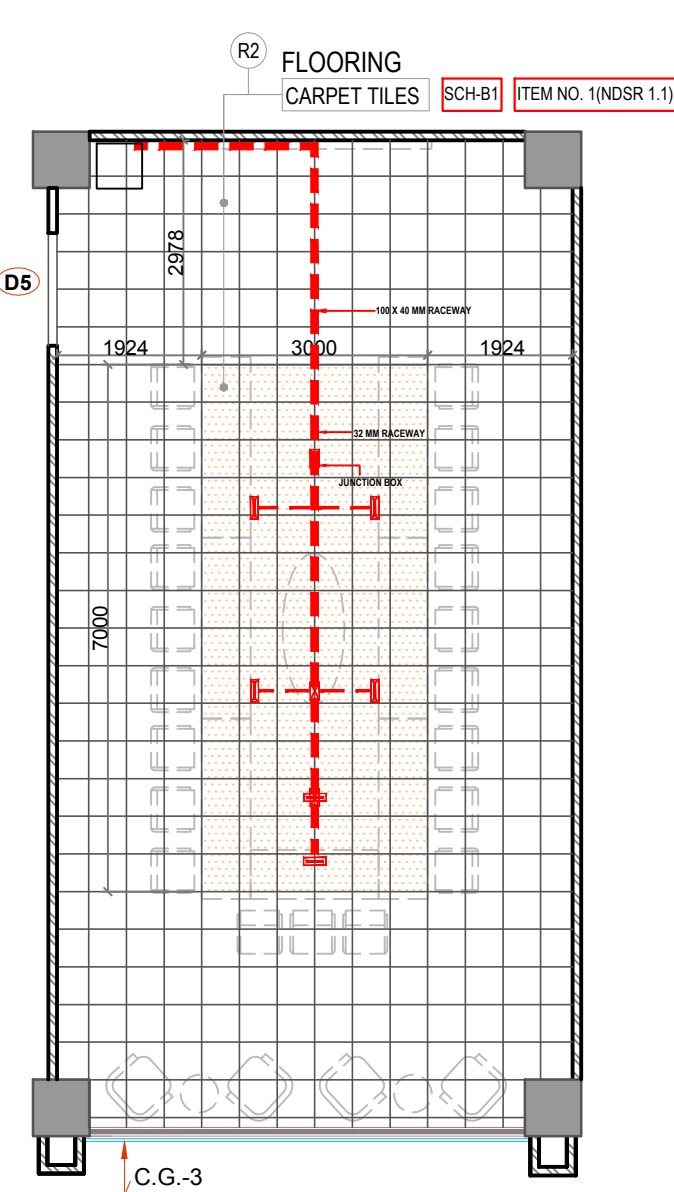 R2
FLOORING
CARPET TILES
SCH-B1
ITEM NO. 1(NDSR 1.1)
2978
D5
100 X 40 MM RACEWAY
1924
3000
1924
32 MM RACEWAY
JUNCTION BOX
7000
C.G.-3